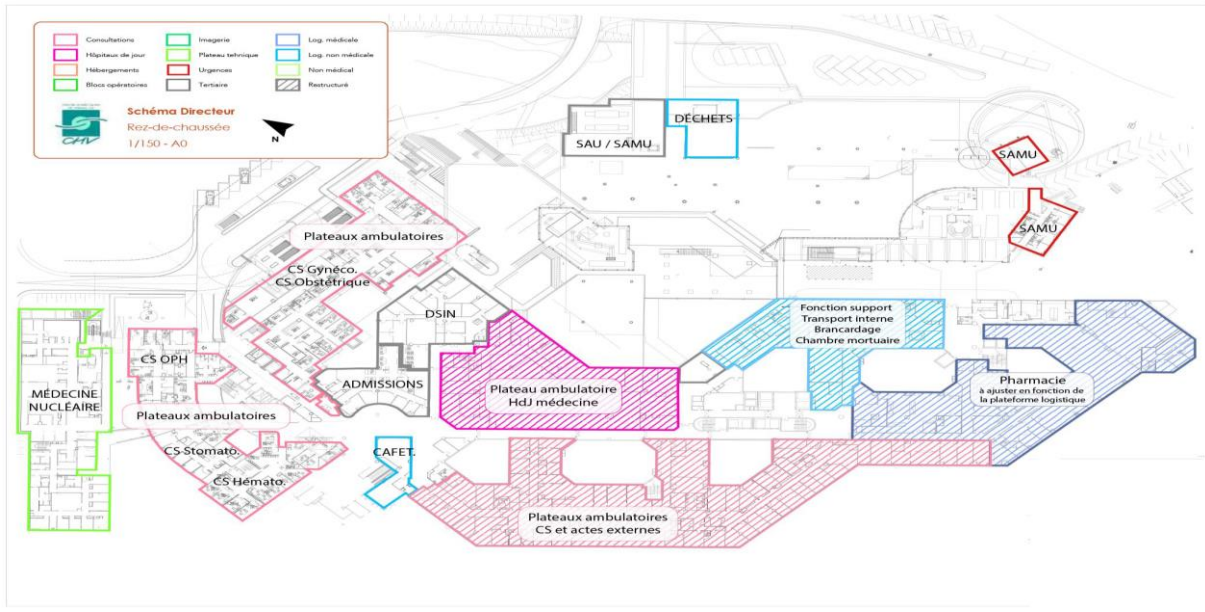 Consultations
Hôpitaux de jour
Hébergements
Blocs opératoires
Imagerie
Plateau tehnique
Urgences
Tertiaire
Log. médicale
Log. non médicale
Non médical
Restructuré
CHV
Schéma Directeur
Rez-de-chaussée
1/150 - A0
N
SAU / SAMU
DÉCHETS
SAMU
SAMU
Plateaux ambulatoires
CS Gynéco.
CS Obstétrique
DSIN
Fonction support
Transport interne
Brancardage
Chambre mortuaire
CS OPH
ADMISSIONS
Plateau ambulatoire
HdJ médecine
Pharmacie
à ajuster en fonction de
la plateforme logistique
MÉDECINE
NUCLÉAIRE
Plateaux ambulatoires
CS Stomato.
CAFET.
CS Hémato.
Plateaux ambulatoires
CS et actes externes